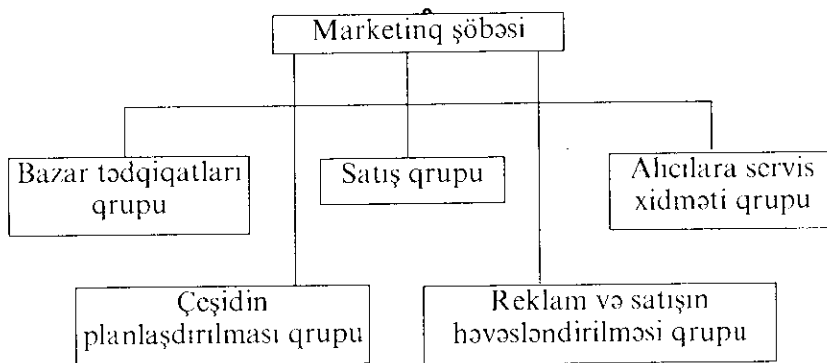 Marketinq şöbəsi
Bazar tədqiqatları
qrupu
Satış qrupu
Alıcılara servis
xidməti qrupu
Çeşidin
planlaşdırılması qrupu
Reklam və satışın
həvəsləndirilməsi qrupu